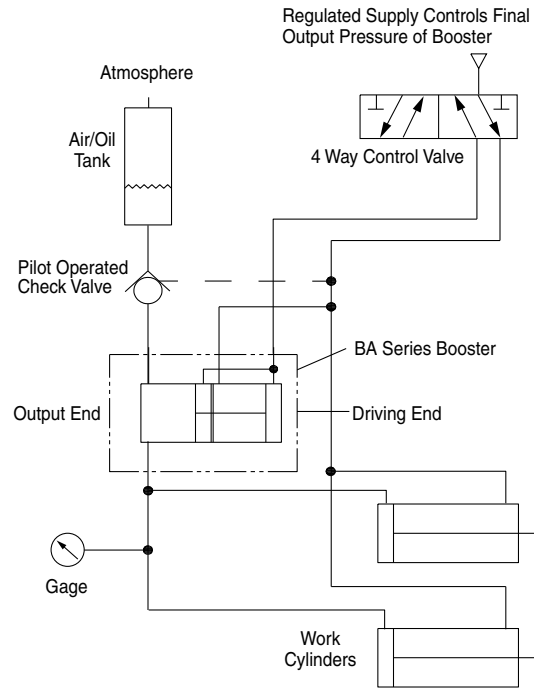 Regulated Supply Controls Final
Output Pressure of Booster
Atmosphere
Air/Oil
Tank
4 Way Control Valve
Pilot Operated
Check Valve
BA Series Booster
Output End
Driving End
Gage
Work
Cylinders